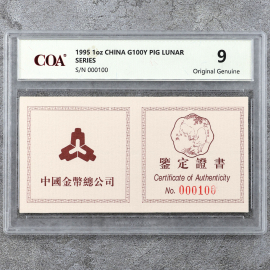 COA
1995 1oz CHINA G100Y PIG LUNAR
SERIES
S/N 000100
9
Original Genuine
中國金幣總公司
鑒定證書
Certificate of Authenticity
No. 000100